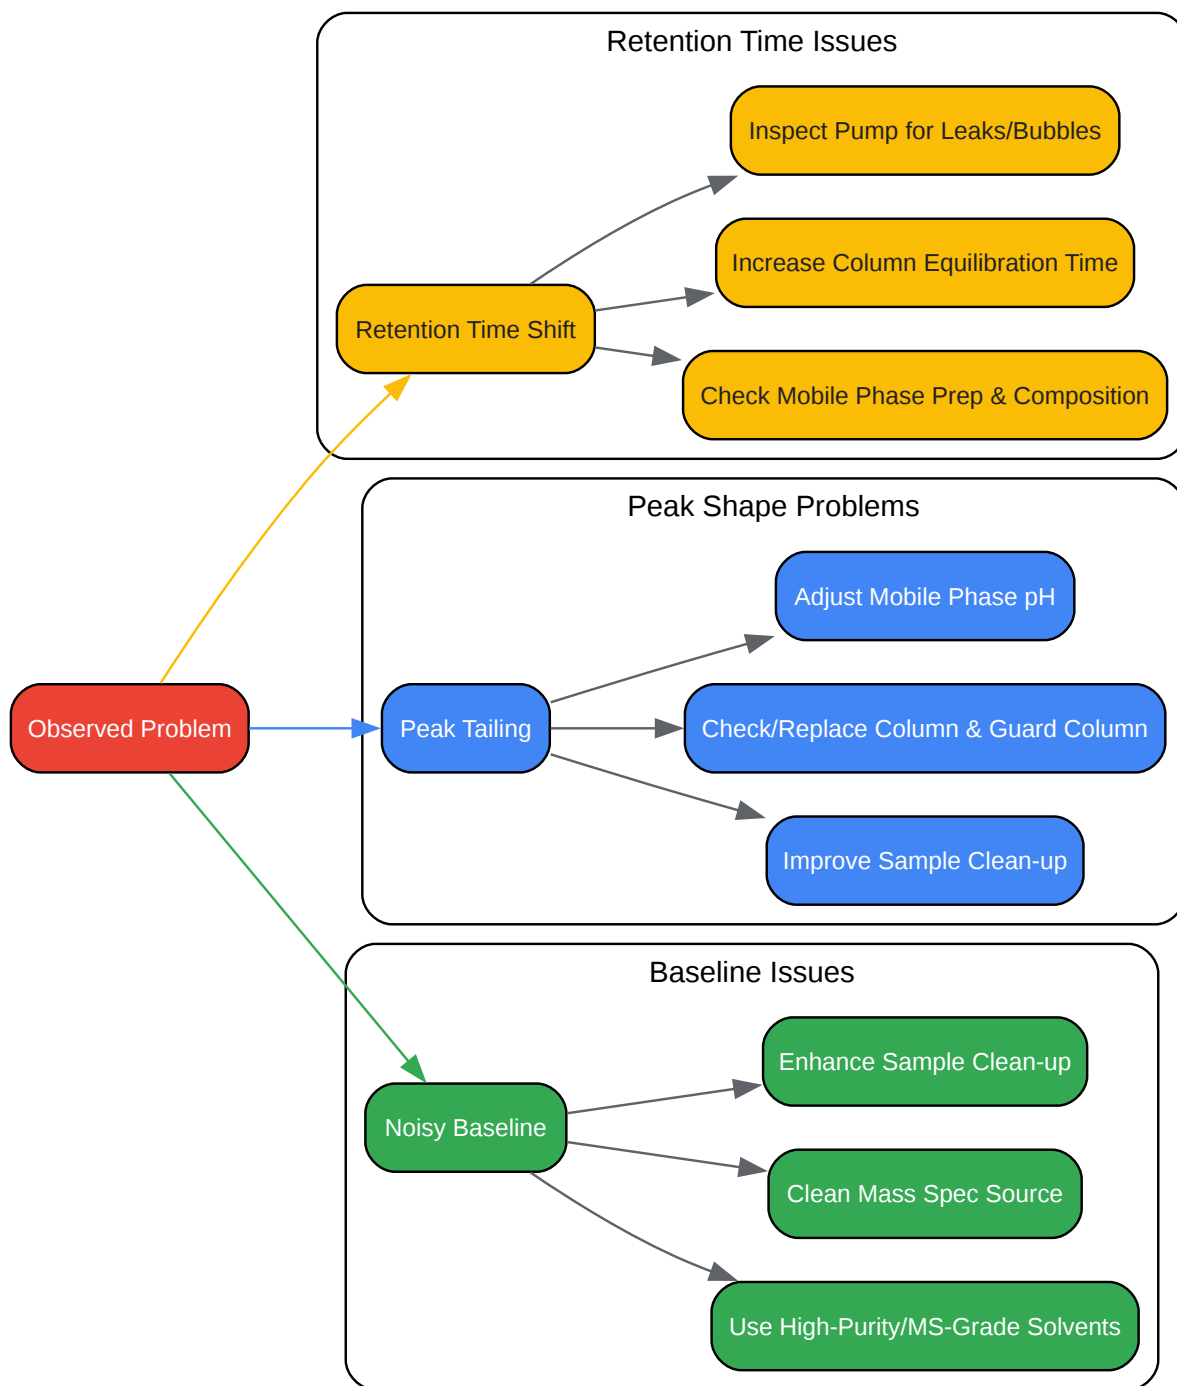 Retention Time Issues
Inspect Pump for Leaks/Bubbles
Increase Column Equilibration Time
Retention Time Shift
Check Mobile Phase Prep & Composition
Peak Shape Problems
Adjust Mobile Phase pH
Observed Problem
Peak Tailing
Check/Replace Column & Guard Column
Improve Sample Clean-up
Baseline Issues
Enhance Sample Clean-up
Noisy Baseline
Clean Mass Spec Source
Use High-Purity/MS-Grade Solvents